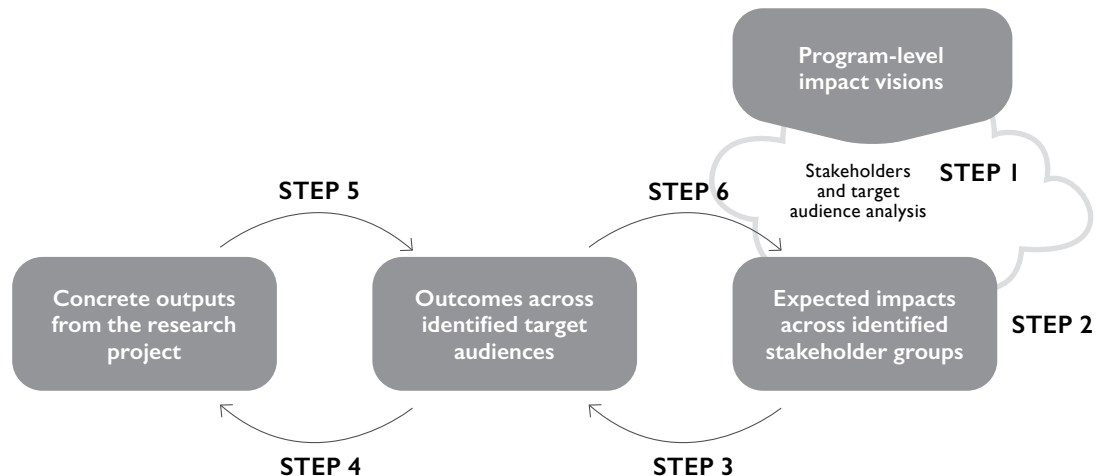 Program-level
impact visions
Stakeholders
and target
audience analysis
STEP 1
STEP 5
STEP 6
Concrete outputs
from the research
project
Outcomes across
identified target
audiences
Expected impacts
across identified
stakeholder groups
STEP 2
STEP 4
STEP 3